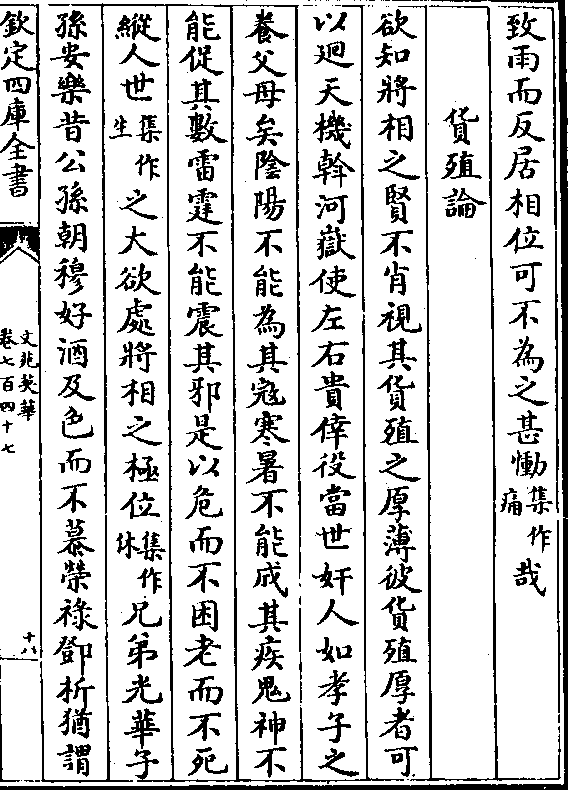 致雨而反居相位可不為之甚慟集作痛哉
貨殖論
欲知將相之賢不肖視其貨殖之厚薄彼貨殖厚者可
以迴天機斡河嶽使左右貴倖役當世奸人如孝子之
養父母矣陰陽不能為其寇寒暑不能成其疾鬼神不
能促其數雷霆不能震其邪是以危而不困老而不死
縱人世集作生之大欲處將相之極位集作休兄弟光華子
孫安樂昔公孫朝穆好酒及色而不慕榮祿鄧析猶謂
欽定四庫全書
文苑英華
卷七百四十七
十八